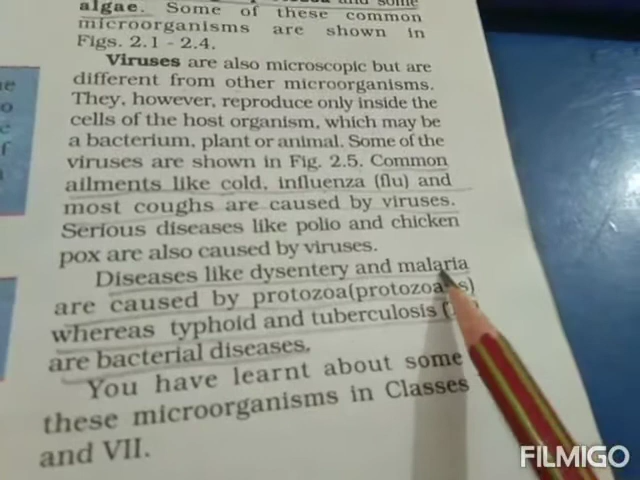 algae. Some of these common
microorganisms are shown in
Figs. 2.1 - 2.4.
Viruses are also microscopic but are
different from other microorganisms.
They, however, reproduce only inside the
cells of the host organism, which may be
a bacterium, plant or animal. Some of the
viruses are shown in Fig. 2.5. Common
ailments like cold, influenza (flu) and
most coughs are caused by viruses.
Serious diseases like polio and chicken
pox are also caused by viruses.
Diseases like dysentery and malaria
are caused by protozoa(protozoans)
whereas typhoid and tuberculosis
are bacterial diseases.
You have learnt about some
these microorganisms in Classes
and VII.
FILMIGO